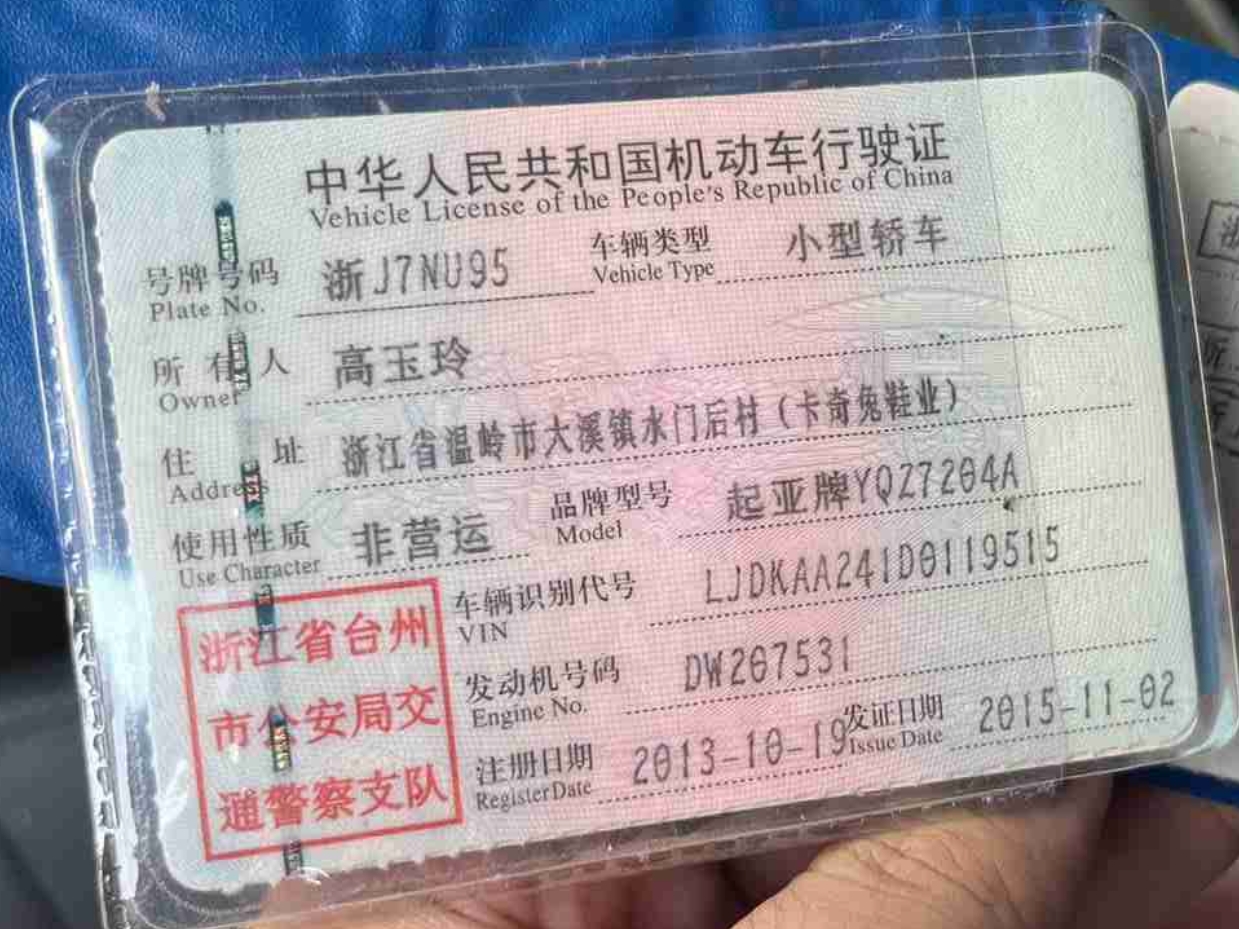 中华人民共和国机动车行驶证
Vehicle License of the People's Republic of China
号牌号码 浙J7NU95 车辆类型 小型轿车
Plate No. Vehicle Type
所有人 高玉玲
Owner
住址 浙江省温岭市大溪镇水门后村（卡奇兔鞋业）
Address
使用性质 非营运 品牌型号 起亚牌YQZ7204A
Use Character Model
车辆识别代号 LJDKAA241D0119515
VIN
发动机号码 DW207531
Engine No.
注册日期 2013-10-19 发证日期 2015-11-02
Register Date Issue Date
浙江省台州
市公安局交
通警察支队